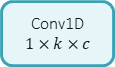 Conv1D
1 × k × c